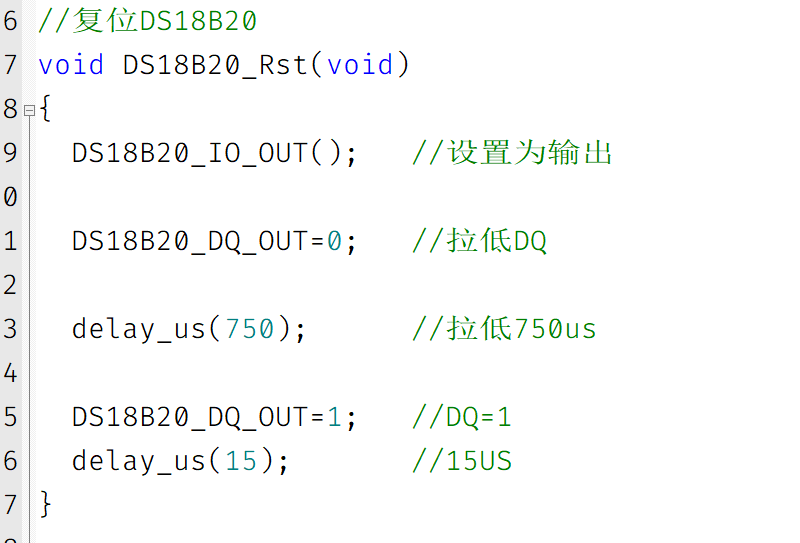 6 //复位DS18B20
7 void DS18B20_Rst(void)
8 {
9 DS18B20_IO_OUT(); //设置为输出
0
1 DS18B20_DQ_OUT=0; //拉低DQ
2
3 delay_us(750); //拉低750us
4
5 DS18B20_DQ_OUT=1; //DQ=1
6 delay_us(15); //15US
7 }